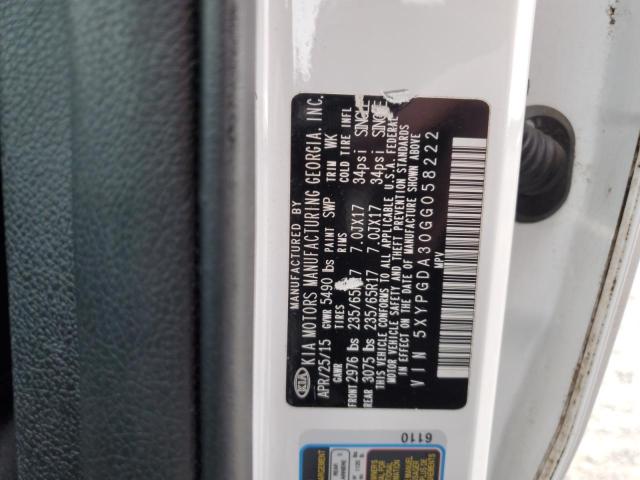 MANUFACTURED BY
KIA KIA MOTORS MANUFACTURING GEORGIA. INC.
APR/25/15 GVWR 5490 lbs PAINT SWP TRIM WK
GAWR TIRES RIMS COLD TIRE INFL
FRONT 2976 lbs 235/65R17 7.0JX17 34psi SINGLE
REAR 3075 lbs 235/65R17 7.0JX17 34psi SINGLE
THIS VEHICLE CONFORMS TO ALL APPLICABLE U.S.A. FEDERAL
MOTOR VEHICLE SAFETY AND THEFT PREVENTION STANDARDS
IN EFFECT ON THE DATE OF MANUFACTURE SHOWN ABOVE
VIN 5XYPGDA30GG058222
MPV
6110